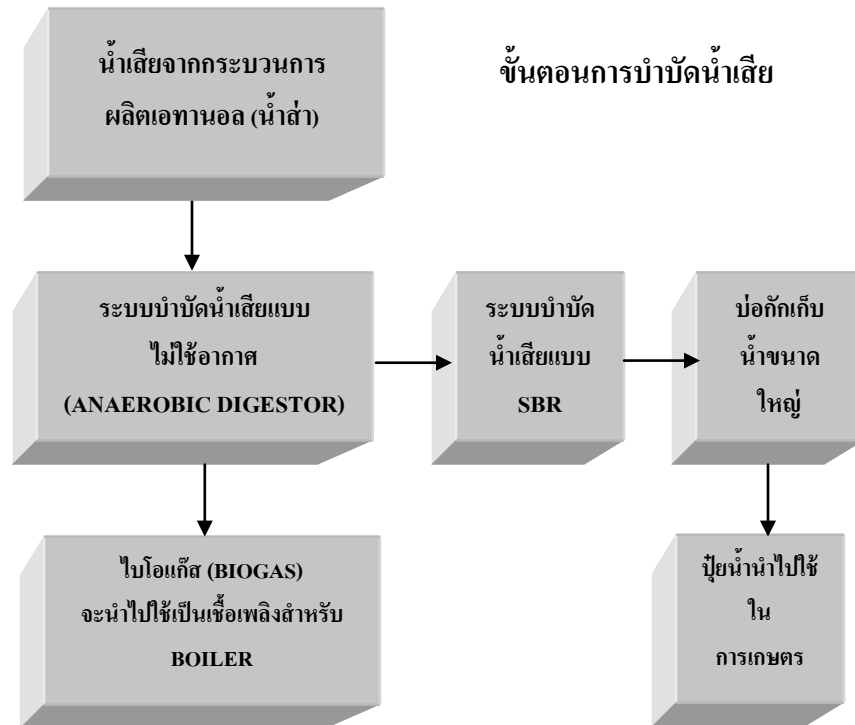 น้ำเสียจากกระบวนการ
ผลิตเอทานอล (น้ำส่า)
ขั้นตอนการบำบัดน้ำเสีย
ระบบบำบัดน้ำเสียแบบ
ไม่ใช้อากาศ
(ANAEROBIC DIGESTOR)
ระบบบำบัด
น้ำเสียแบบ
SBR
บ่อกักเก็บ
น้ำขนาด
ใหญ่
ไบโอแก๊ส (BIOGAS)
จะนำไปใช้เป็นเชื้อเพลิงสำหรับ
BOILER
ปุ๋ยน้ำนำไปใช้
ใน
การเกษตร